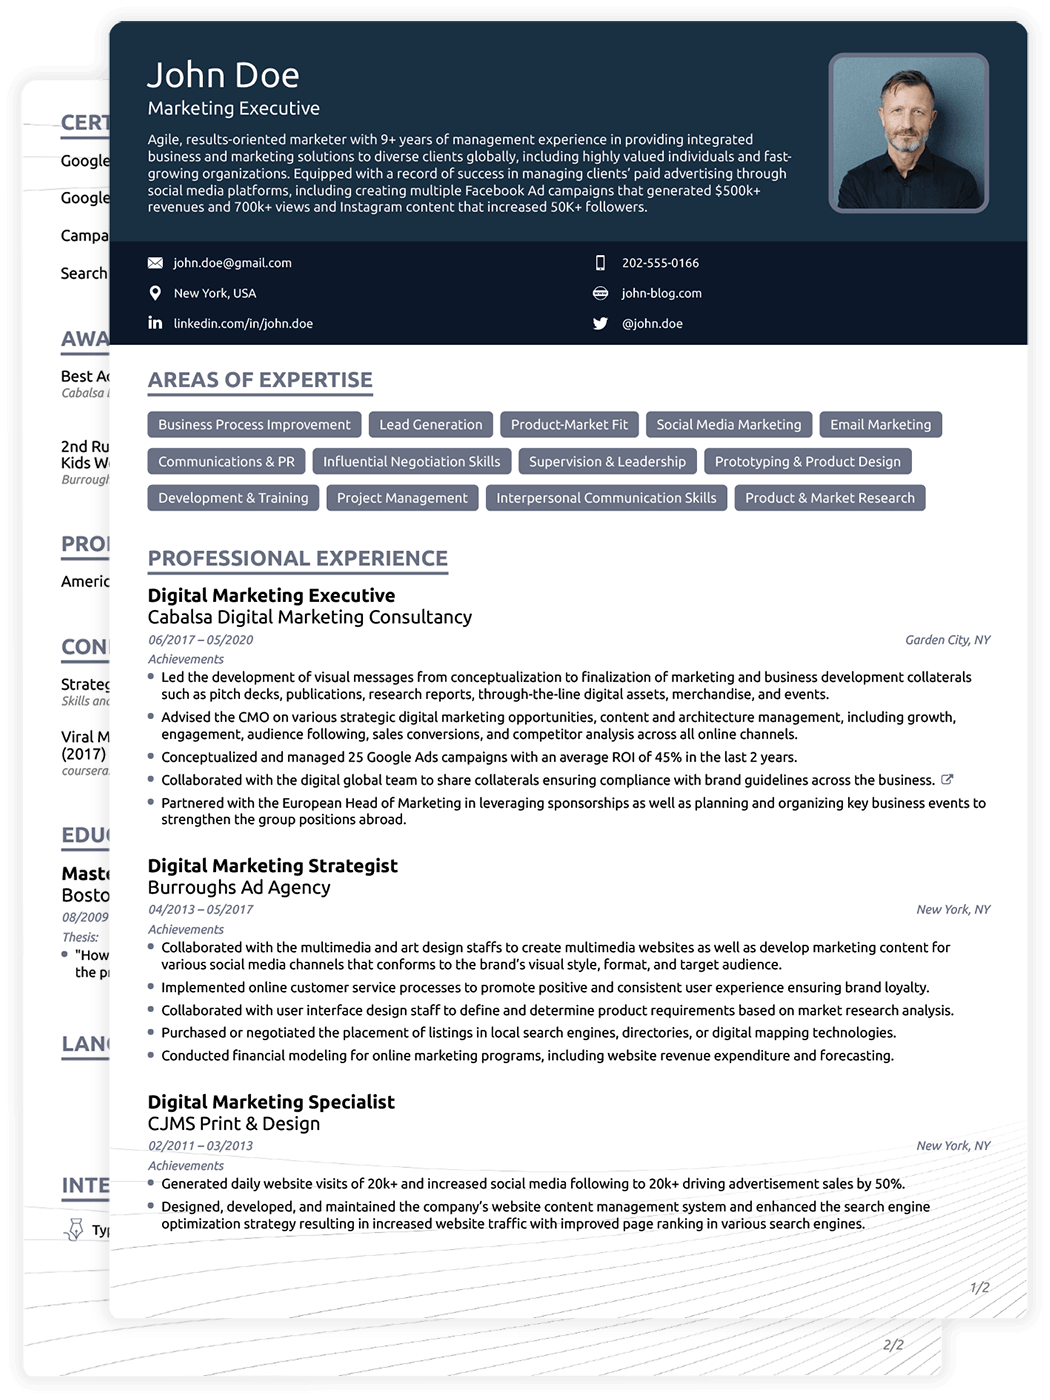 John Doe
Marketing Executive
Agile, results-oriented marketer with 9+ years of management experience in providing integrated
business and marketing solutions to diverse clients globally, including highly valued individuals and fast-
growing organizations. Equipped with a record of success in managing clients' paid advertising through
social media platforms, including creating multiple Facebook Ad campaigns that generated $500k+
revenues and 700k+ views and Instagram content that increased 50K+ followers.
john.doe@gmail.com
202-555-0166
New York, USA
john-blog.com
linkedin.com/in/john.doe
@john.doe
AREAS OF EXPERTISE
Business Process Improvement
Lead Generation
Product-Market Fit
Social Media Marketing
Email Marketing
Communications & PR
Influential Negotiation Skills
Supervision & Leadership
Prototyping & Product Design
Development & Training
Project Management
Interpersonal Communication Skills
Product & Market Research
PROFESSIONAL EXPERIENCE
Digital Marketing Executive
Cabalsa Digital Marketing Consultancy
06/2017 – 05/2020
Garden City, NY
Achievements
Led the development of visual messages from conceptualization to finalization of marketing and business development collaterals
such as pitch decks, publications, research reports, through-the-line digital assets, merchandise, and events.
Advised the CMO on various strategic digital marketing opportunities, content and architecture management, including growth,
engagement, audience following, sales conversions, and competitor analysis across all online channels.
Conceptualized and managed 25 Google Ads campaigns with an average ROI of 45% in the last 2 years.
Collaborated with the digital global team to share collaterals ensuring compliance with brand guidelines across the business.
Partnered with the European Head of Marketing in leveraging sponsorships as well as planning and organizing key business events to
strengthen the group positions abroad.
Digital Marketing Strategist
Burroughs Ad Agency
04/2013 – 05/2017
New York, NY
Achievements
Collaborated with the multimedia and art design staffs to create multimedia websites as well as develop marketing content for
various social media channels that conforms to the brand's visual style, format, and target audience.
Implemented online customer service processes to promote positive and consistent user experience ensuring brand loyalty.
Collaborated with user interface design staff to define and determine product requirements based on market research analysis.
Purchased or negotiated the placement of listings in local search engines, directories, or digital mapping technologies.
Conducted financial modeling for online marketing programs, including website revenue expenditure and forecasting.
Digital Marketing Specialist
CJMS Print & Design
02/2011 – 03/2013
New York, NY
Achievements
Generated daily website visits of 20k+ and increased social media following to 20k+ driving advertisement sales by 50%.
Designed, developed, and maintained the company's website content management system and enhanced the search engine
optimization strategy resulting in increased website traffic with improved page ranking in various search engines.
1/2
Google
Google
Search
Best
Cabalsa
2nd
Kids
Viral
(2017)
08/2009
Thesis:
"How
the
2/2